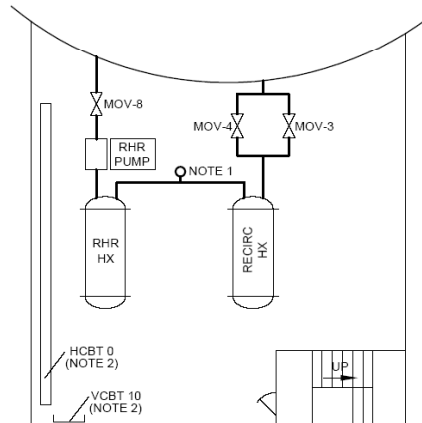 MOV-8
MOV-4
MOV-3
RHR
PUMP
NOTE 1
RHR
HX
RECIRC
HX
HCBT 0
(NOTE 2)
VCBT 10
(NOTE 2)
UP